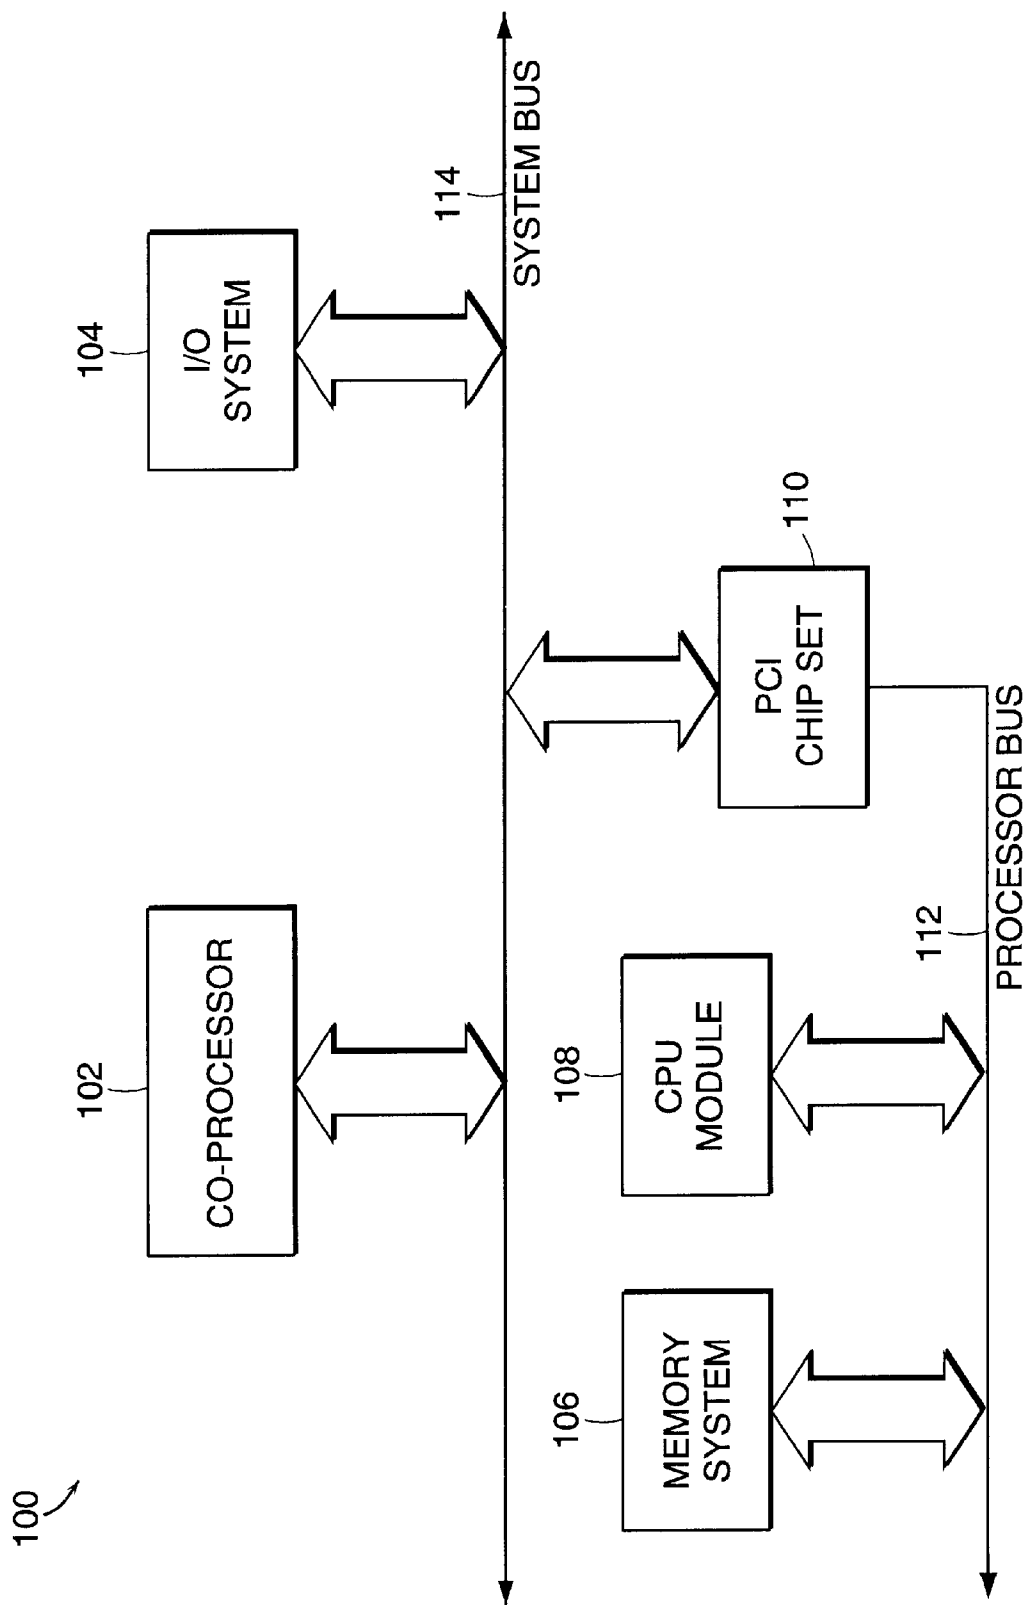 100
102
CO-PROCESSOR
104
I/O
SYSTEM
114
SYSTEM BUS
106
MEMORY
SYSTEM
108
CPU
MODULE
110
PCI
CHIP SET
112
PROCESSOR BUS